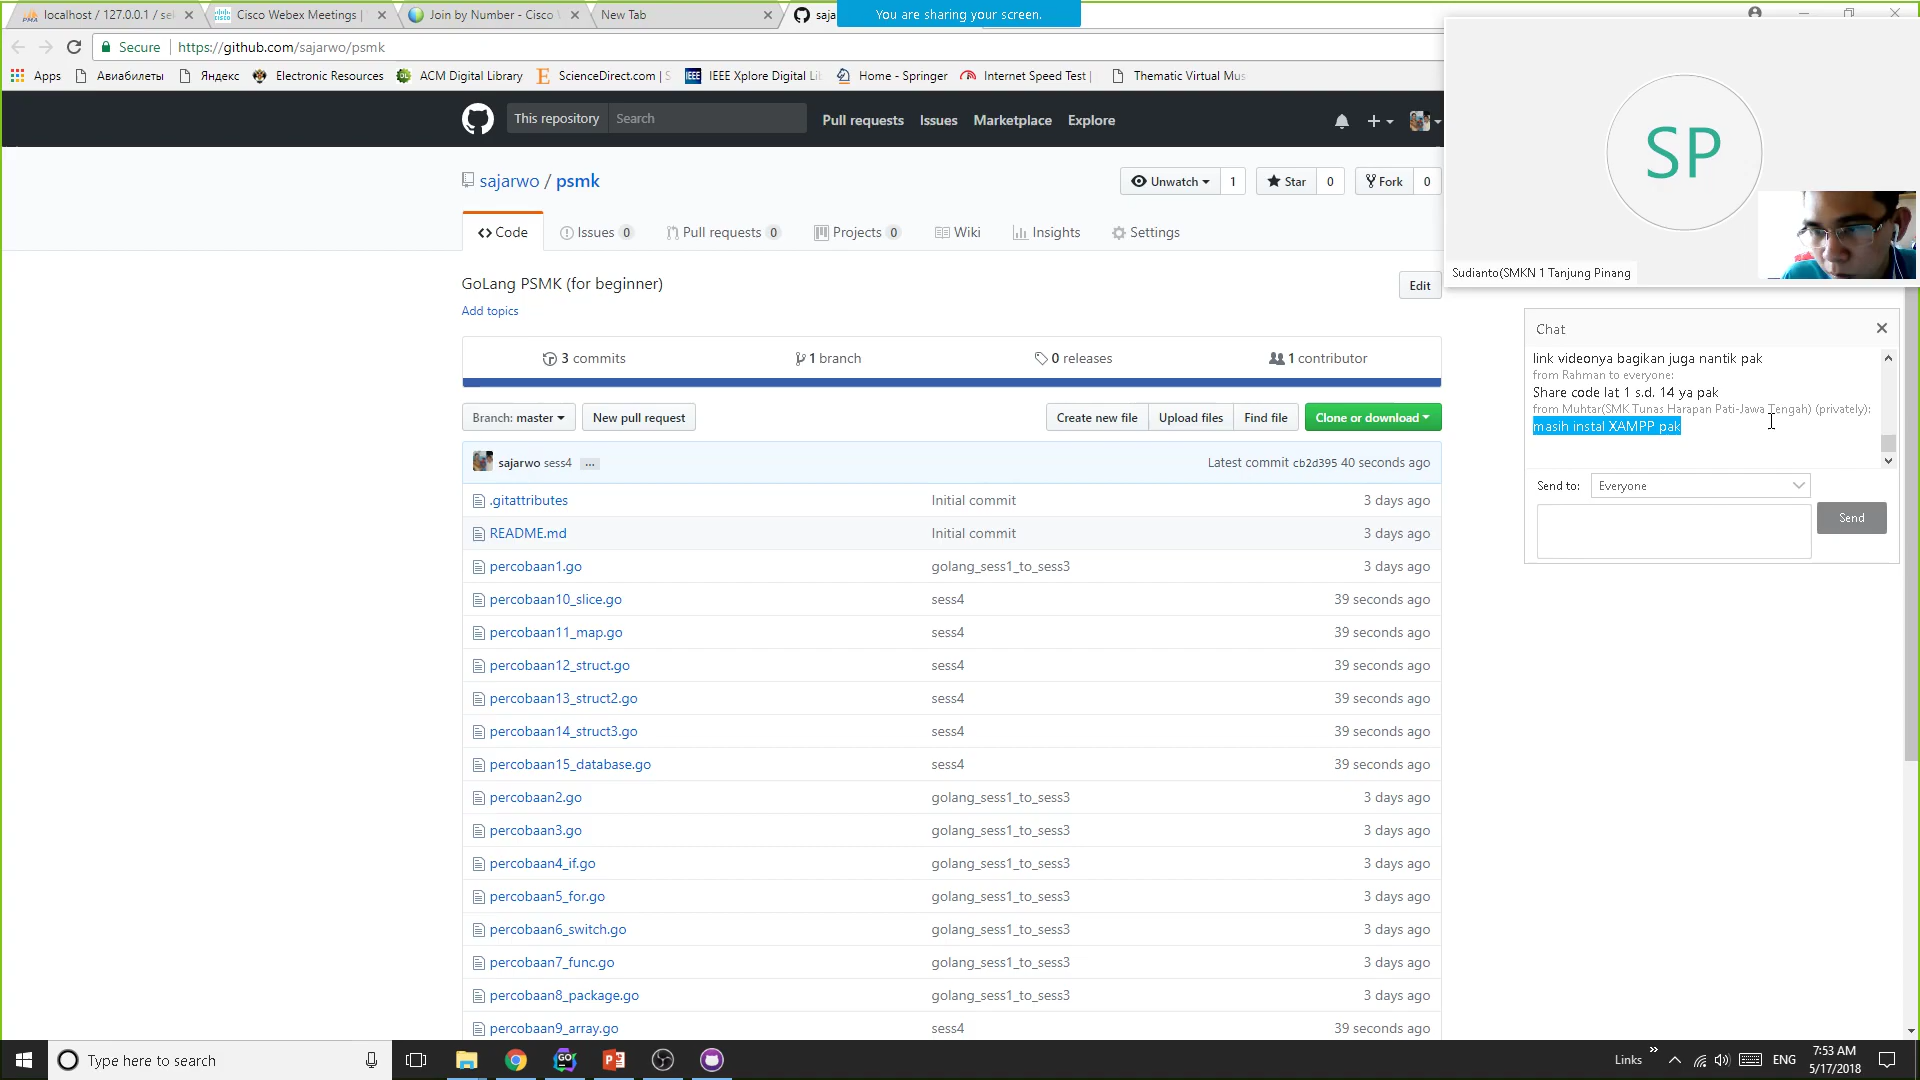 localhost / 127.0.0.1 / sel
Cisco Webex Meetings |
Join by Number - Cisco
New Tab
saja
You are sharing your screen.
Secure
https://github.com/sajarwo/psmk
Apps
Авиабилеты
Яндекс
Electronic Resources
ACM Digital Library
ScienceDirect.com | S
IEEE Xplore Digital Li
Home - Springer
Internet Speed Test |
Thematic Virtual Mus
This repository
Search
Pull requests
Issues
Marketplace
Explore
SP
Sudianto(SMKN 1 Tanjung Pinang
sajarwo / psmk
Unwatch 1
Star 0
Fork 0
Code
Issues 0
Pull requests 0
Projects 0
Wiki
Insights
Settings
GoLang PSMK (for beginner)
Edit
Add topics
3 commits
1 branch
0 releases
1 contributor
Branch: master
New pull request
Create new file
Upload files
Find file
Clone or download
sajarwo sess4 ...
Latest commit cb2d395 40 seconds ago
.gitattributes Initial commit 3 days ago
README.md Initial commit 3 days ago
percobaan1.go golang_sess1_to_sess3 3 days ago
percobaan10_slice.go sess4 39 seconds ago
percobaan11_map.go sess4 39 seconds ago
percobaan12_struct.go sess4 39 seconds ago
percobaan13_struct2.go sess4 39 seconds ago
percobaan14_struct3.go sess4 39 seconds ago
percobaan15_database.go sess4 39 seconds ago
percobaan2.go golang_sess1_to_sess3 3 days ago
percobaan3.go golang_sess1_to_sess3 3 days ago
percobaan4_if.go golang_sess1_to_sess3 3 days ago
percobaan5_for.go golang_sess1_to_sess3 3 days ago
percobaan6_switch.go golang_sess1_to_sess3 3 days ago
percobaan7_func.go golang_sess1_to_sess3 3 days ago
percobaan8_package.go golang_sess1_to_sess3 3 days ago
percobaan9_array.go sess4 39 seconds ago
Chat
link videonya bagikan juga nantik pak
from Rahman to everyone:
Share code lat 1 s.d. 14 ya pak
from Muhtar(SMK Tunas Harapan Pati-Jawa Tengah) (privately):
masih instal XAMPP pak
Send to: Everyone
Send
Type here to search
Links
ENG
7:53 AM
5/17/2018